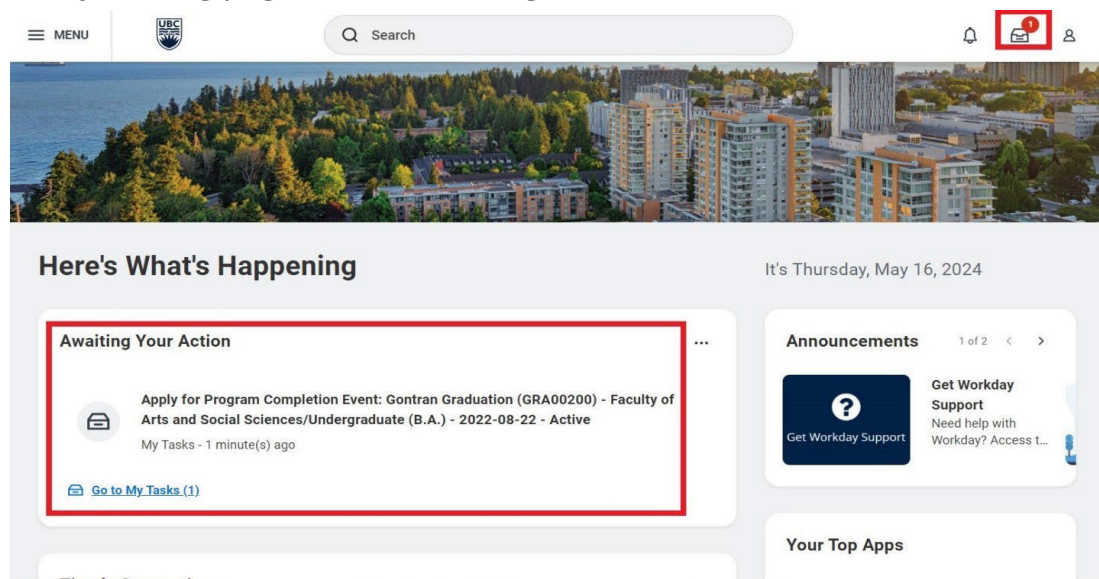 MENU
UBC
Search
1
Here's What's Happening
It's Thursday, May 16, 2024
Awaiting Your Action
Apply for Program Completion Event: Gontran Graduation (GRA00200) - Faculty of
Arts and Social Sciences/Undergraduate (B.A.) - 2022-08-22 - Active
My Tasks - 1 minute(s) ago
Go to My Tasks (1)
Announcements
1 of 2
Get Workday Support
Get Workday
Support
Need help with
Workday? Access t...
Your Top Apps